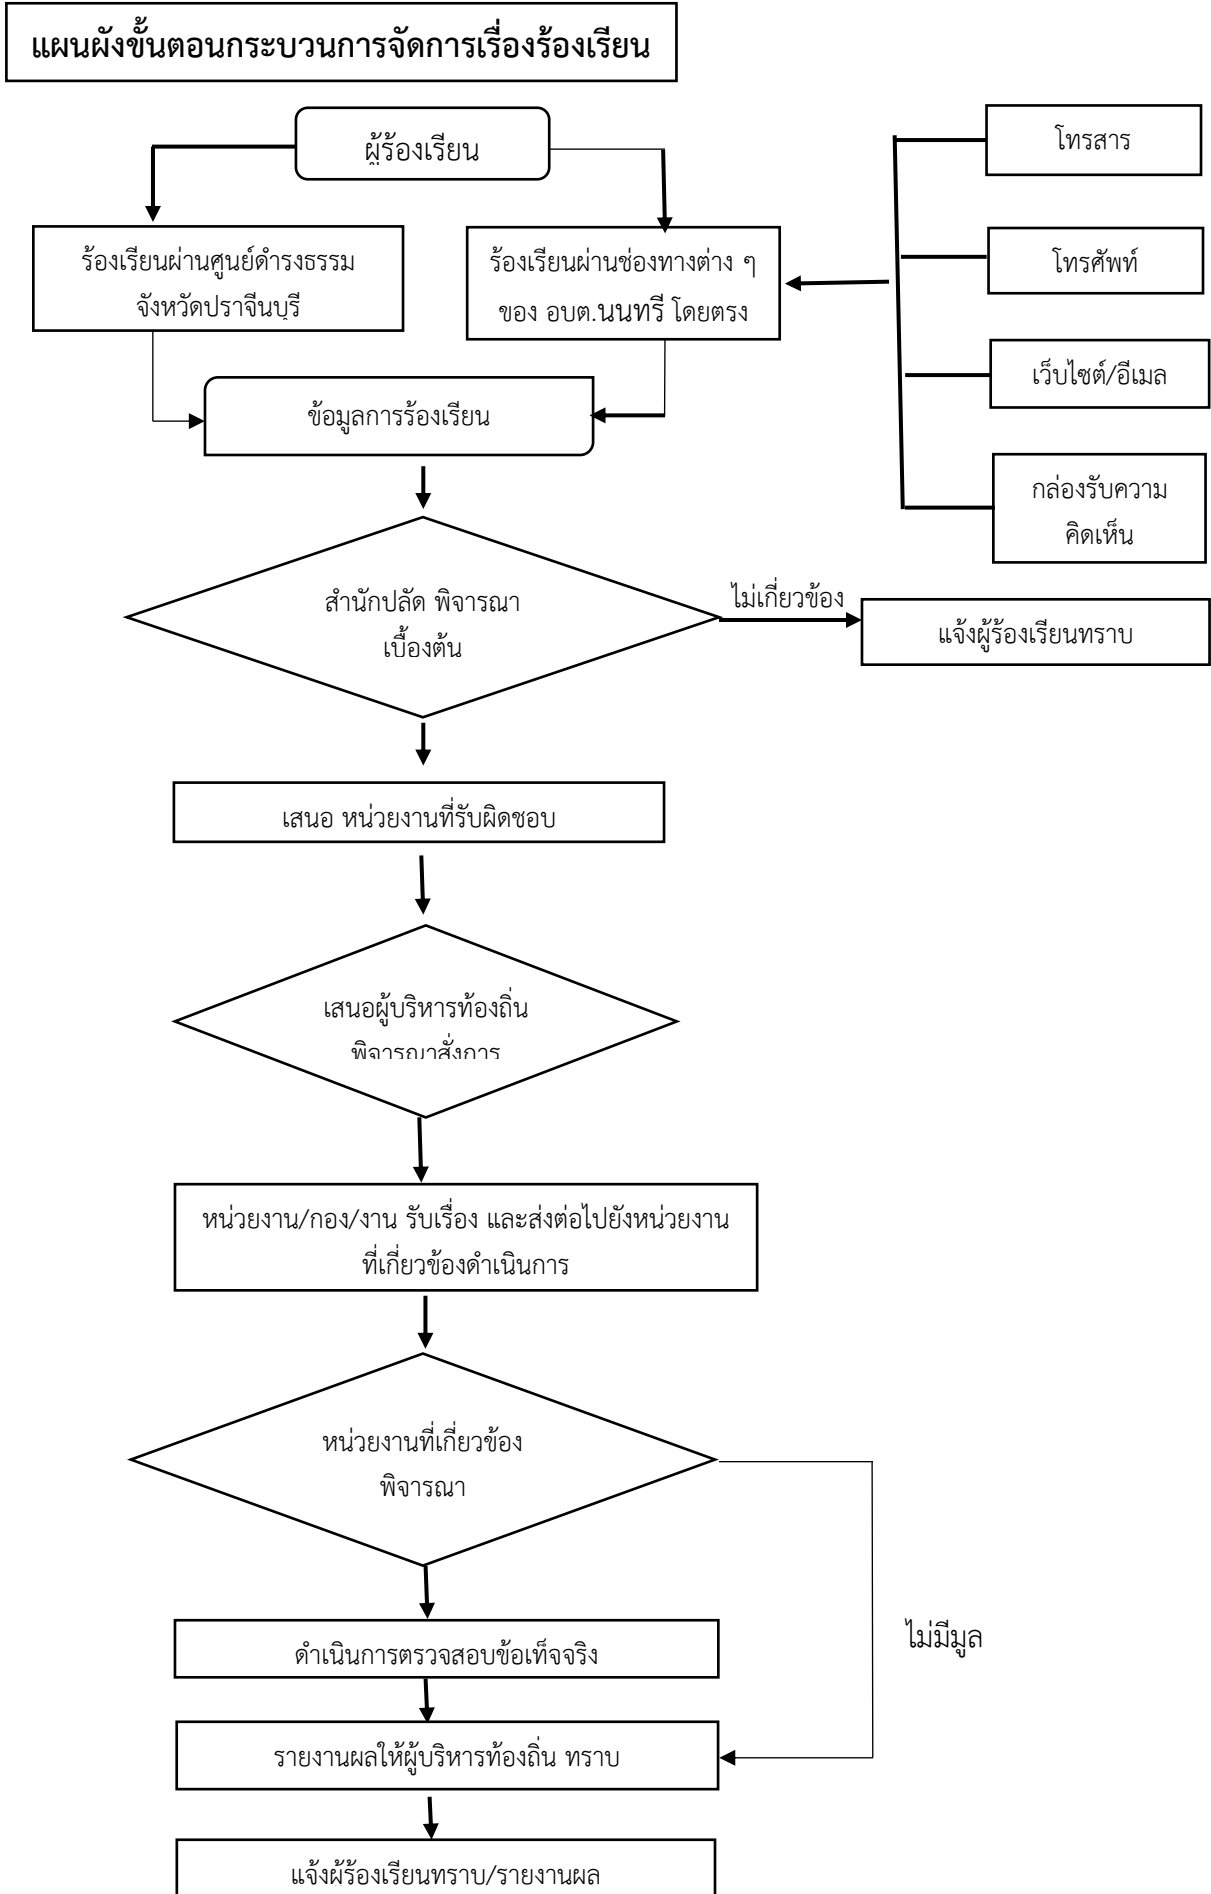 แผนผังขั้นตอนกระบวนการจัดการเรื่องร้องเรียน
ผู้ร้องเรียน
ร้องเรียนผ่านศูนย์ดำรงธรรม
จังหวัดปราจีนบุรี
ร้องเรียนผ่านช่องทางต่าง ๆ
ของ อบต.นนทรี โดยตรง
โทรสาร
โทรศัพท์
เว็บไซต์/อีเมล
กล่องรับความ
คิดเห็น
ข้อมูลการร้องเรียน
สำนักปลัด พิจารณา
เบื้องต้น
ไม่เกี่ยวข้อง
แจ้งผู้ร้องเรียนทราบ
เสนอ หน่วยงานที่รับผิดชอบ
เสนอผู้บริหารท้องถิ่น
พิจารณาสั่งการ
หน่วยงาน/กอง/งาน รับเรื่อง และส่งต่อไปยังหน่วยงาน
ที่เกี่ยวข้องดำเนินการ
หน่วยงานที่เกี่ยวข้อง
พิจารณา
ไม่มีมูล
ดำเนินการตรวจสอบข้อเท็จจริง
รายงานผลให้ผู้บริหารท้องถิ่น ทราบ
แจ้งผู้ร้องเรียนทราบ/รายงานผล